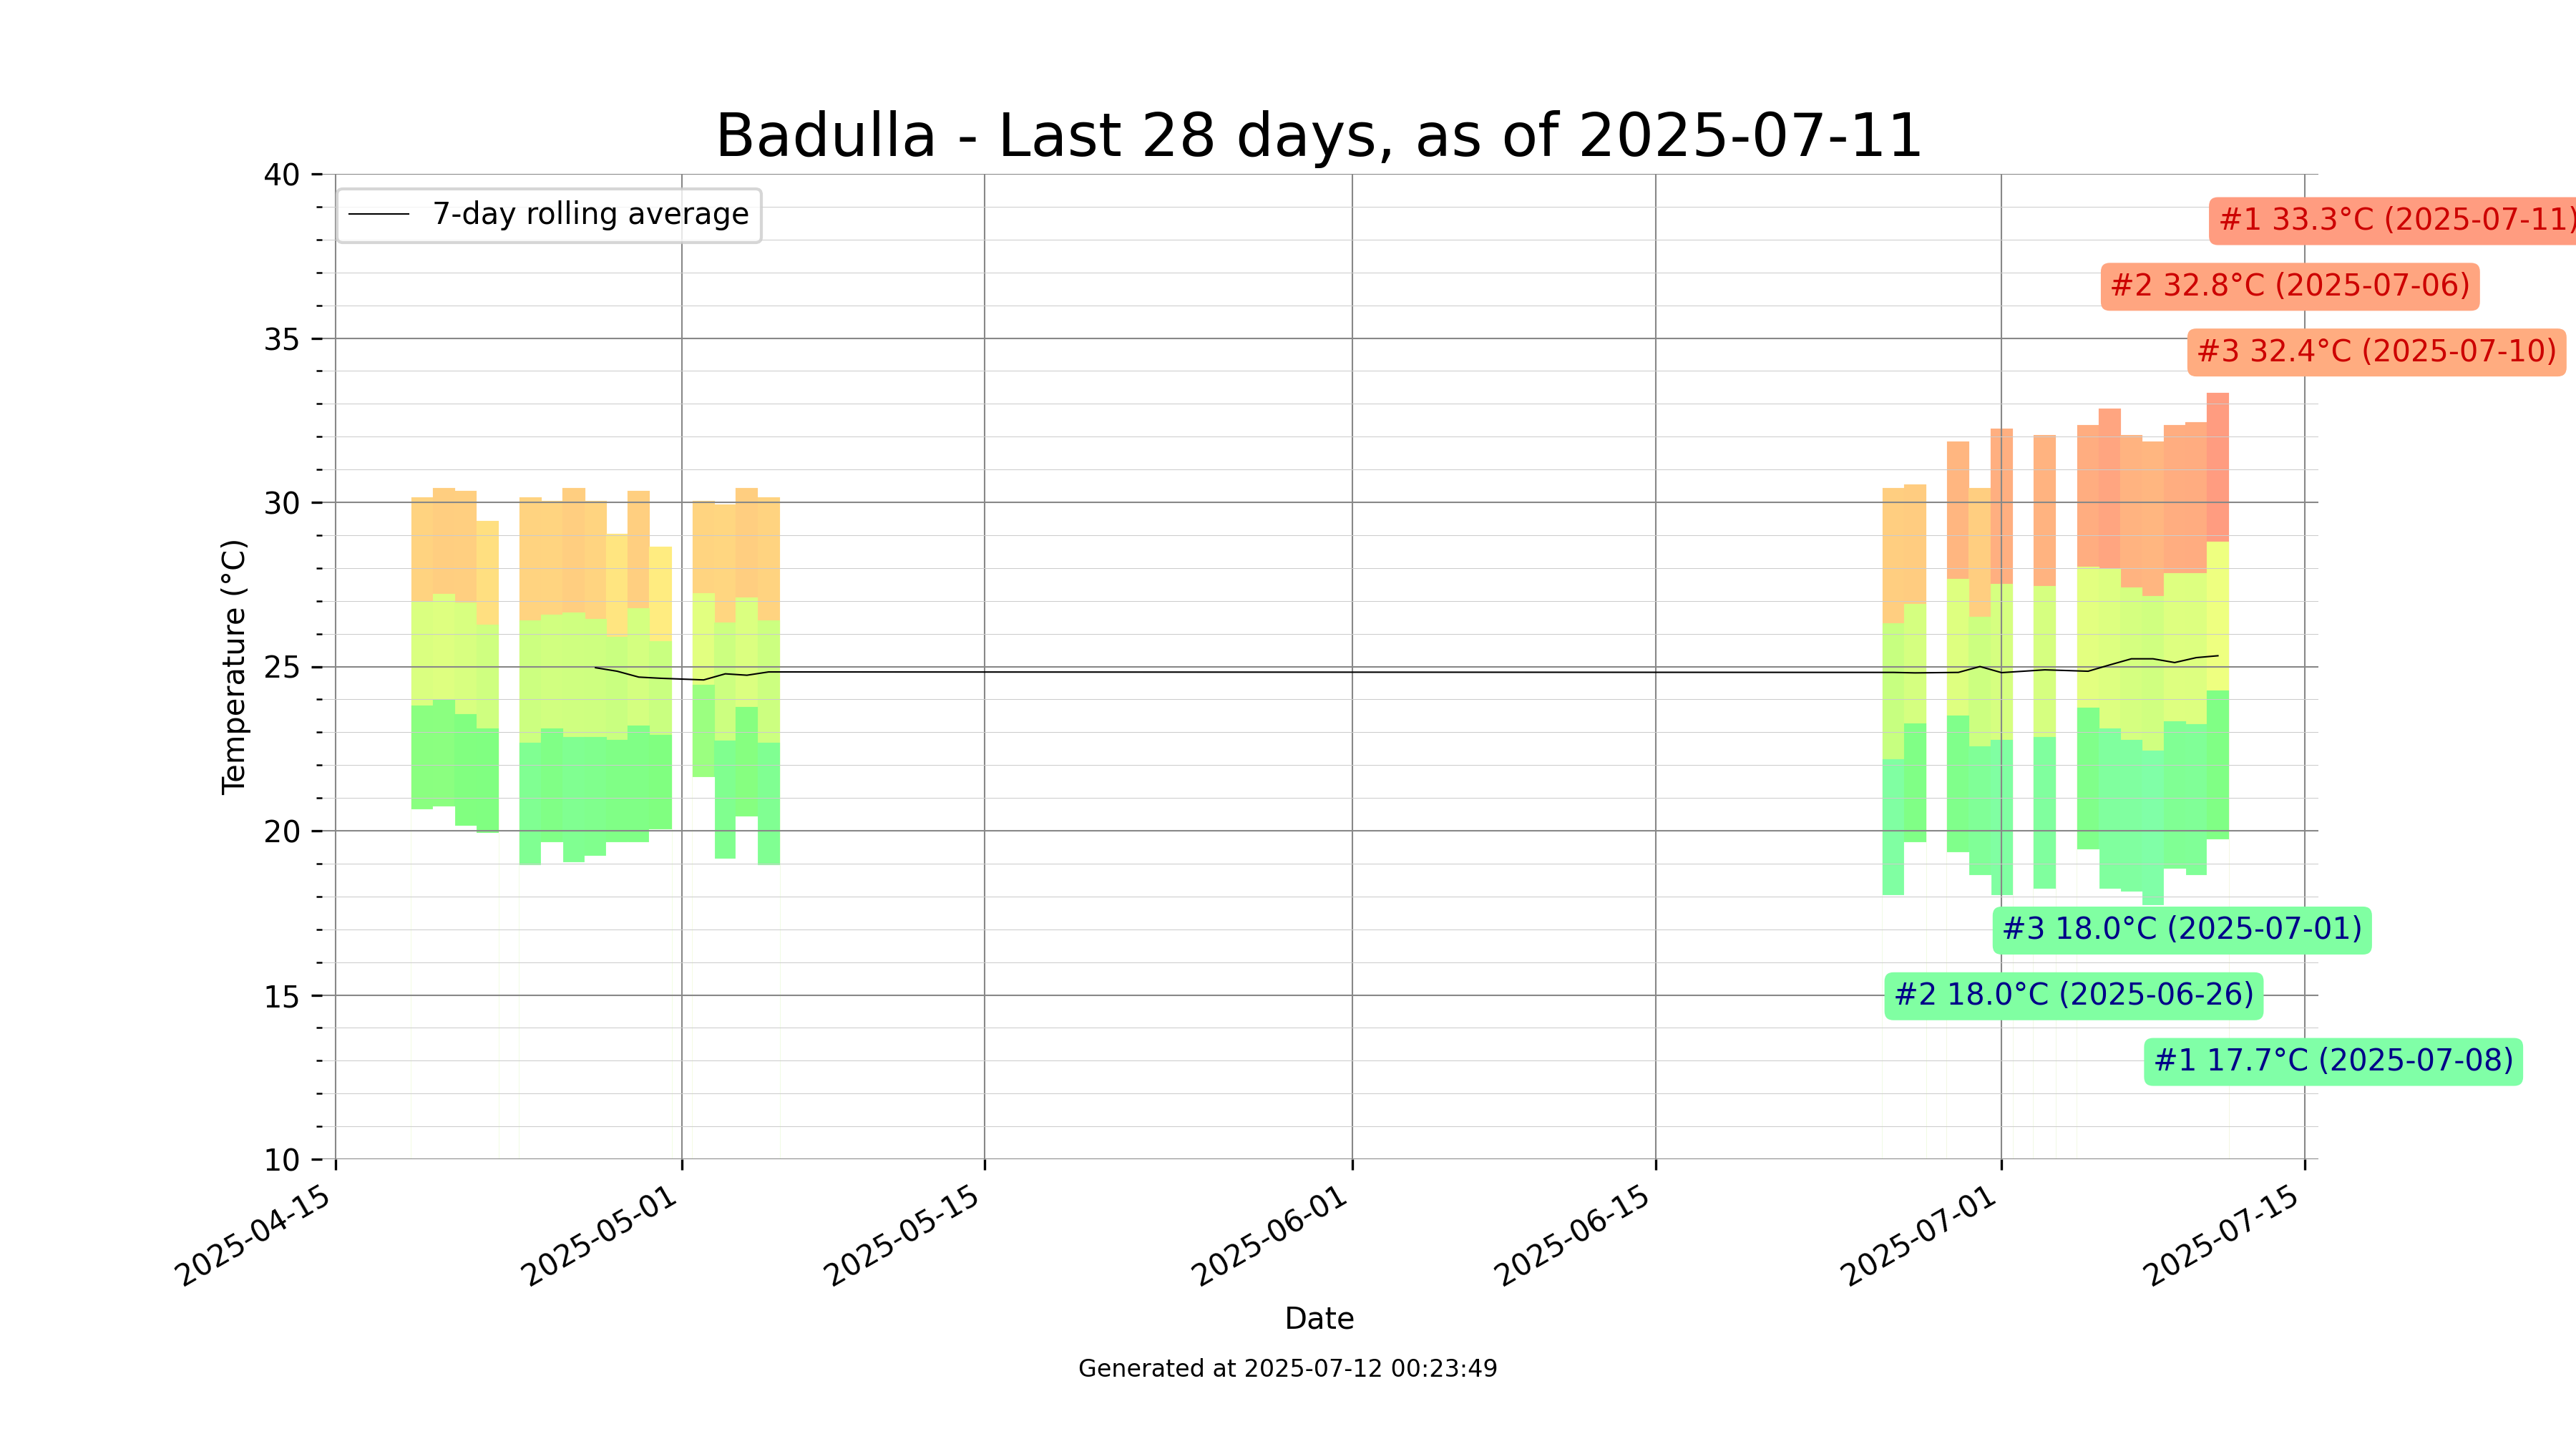 Badulla - Last 28 days, as of 2025-07-11
7-day rolling average
#1 33.3°C (2025-07-11)
#2 32.8°C (2025-07-06)
#3 32.4°C (2025-07-10)
#3 18.0°C (2025-07-01)
#2 18.0°C (2025-06-26)
#1 17.7°C (2025-07-08)
Temperature (°C)
40
35
30
25
20
15
10
2025-04-15
2025-05-01
2025-05-15
2025-06-01
2025-06-15
2025-07-01
2025-07-15
Date
Generated at 2025-07-12 00:23:49